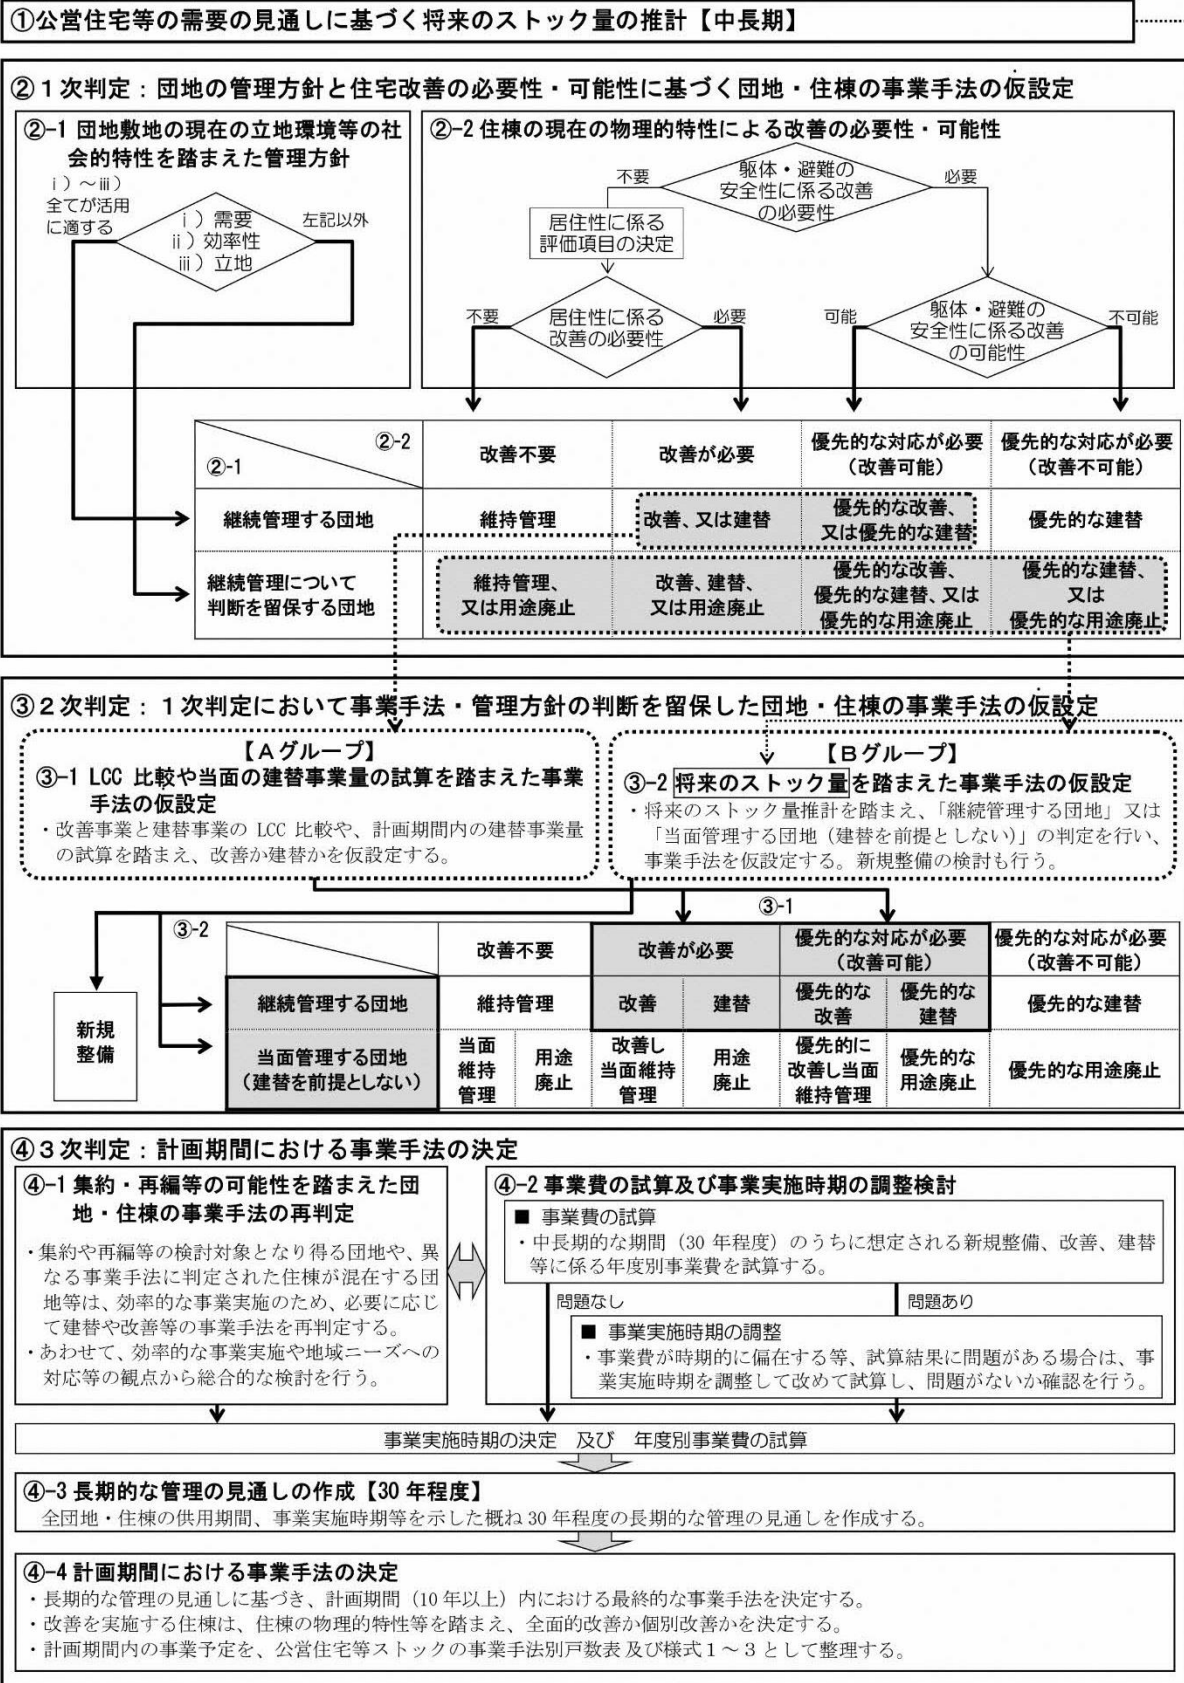 ①公営住宅等の需要の見通しに基づく将来のストック量の推計【中長期】
②１次判定：団地の管理方針と住宅改善の必要性・可能性に基づく団地・住棟の事業手法の仮設定
②-1 団地敷地の現在の立地環境等の社
会的特性を踏まえた管理方針
ⅰ）～ⅲ）
全てが活用
に適する
ⅰ）需要
ⅱ）効率性
ⅲ）立地
左記以外
②-2 住棟の現在の物理的特性による改善の必要性・可能性
不要
躯体・避難の
安全性に係る改善
の必要性
必要
居住性に係る
評価項目の決定
不要
居住性に係る
改善の必要性
必要
可能
躯体・避難の
安全性に係る改善
の可能性
不可能
②-2
②-1
改善不要
改善が必要
優先的な対応が必要
（改善可能）
優先的な対応が必要
（改善不可能）
継続管理する団地
維持管理
改善、又は建替
優先的な改善、
又は優先的な建替
優先的な建替
継続管理について
判断を留保する団地
維持管理、
又は用途廃止
改善、建替、
又は用途廃止
優先的な改善、
優先的な建替、又は
優先的な用途廃止
優先的な建替、
又は
優先的な用途廃止
③２次判定：１次判定において事業手法・管理方針の判断を留保した団地・住棟の事業手法の仮設定
【Ａグループ】
③-1 LCC 比較や当面の建替事業量の試算を踏まえた事業
手法の仮設定
・改善事業と建替事業の LCC 比較や、計画期間内の建替事業量
の試算を踏まえ、改善か建替かを仮設定する。
【Ｂグループ】
③-2 将来のストック量を踏まえた事業手法の仮設定
・将来のストック量推計を踏まえ、「継続管理する団地」又は
「当面管理する団地（建替を前提としない）」の判定を行い、
事業手法を仮設定する。新規整備の検討も行う。
③-1
③-2
改善不要
改善が必要
優先的な対応が必要
（改善可能）
優先的な対応が必要
（改善不可能）
新規
整備
継続管理する団地
維持管理
改善
建替
優先的な
改善
優先的な
建替
優先的な建替
当面管理する団地
（建替を前提としない）
当面
維持
管理
用途
廃止
改善し
当面維持
管理
用途
廃止
優先的に
改善し当面
維持管理
優先的な
用途廃止
優先的な用途廃止
④３次判定：計画期間における事業手法の決定
④-1 集約・再編等の可能性を踏まえた団
地・住棟の事業手法の再判定
・集約や再編等の検討対象となり得る団地や、異
なる事業手法に判定された住棟が混在する団
地等は、効率的な事業実施のため、必要に応じ
て建替や改善等の事業手法を再判定する。
・あわせて、効率的な事業実施や地域ニーズへの
対応等の観点から総合的な検討を行う。
④-2 事業費の試算及び事業実施時期の調整検討
■ 事業費の試算
・中長期的な期間（30 年程度）のうちに想定される新規整備、改善、建替
等に係る年度別事業費を試算する。
問題なし
問題あり
■ 事業実施時期の調整
・事業費が時期的に偏在する等、試算結果に問題がある場合は、事
業実施時期を調整して改めて試算し、問題がないか確認を行う。
事業実施時期の決定　及び　年度別事業費の試算
④-3 長期的な管理の見通しの作成【30 年程度】
全団地・住棟の供用期間、事業実施時期等を示した概ね 30 年程度の長期的な管理の見通しを作成する。
④-4 計画期間における事業手法の決定
・長期的な管理の見通しに基づき、計画期間（10 年以上）内における最終的な事業手法を決定する。
・改善を実施する住棟は、住棟の物理的特性等を踏まえ、全面的改善か個別改善かを決定する。
・計画期間内の事業予定を、公営住宅等ストックの事業手法別戸数表 及び様式１～３として整理する。